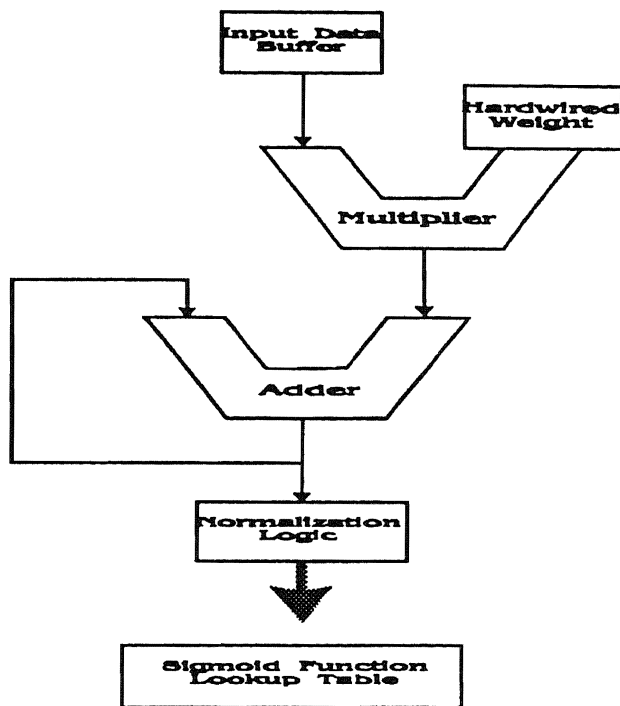 Input Data
Buffer
Hardwired
Weight
Multiplier
Adder
Normalization
Logic
Sigmoid Function
Lookup Table